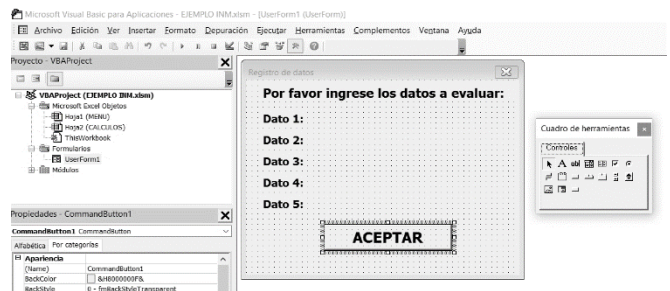 Microsoft Visual Basic para Aplicaciones - EJEMPLO INM.xlsm - [UserForm1 (UserForm)]
Archivo Edición Ver Insertar Formato Depuración Ejecutar Herramientas Complementos Ventana Ayuda
Proyecto - VBAProject
VBAProject (EJEMPLO INM.xlsm)
Microsoft Excel Objetos
Hoja1 (MENU)
Hoja2 (CALCULOS)
ThisWorkbook
Formularios
UserForm1
Módulos
Propiedades - CommandButton1
CommandButton1 CommandButton
Alfabética Por categorías
Apariencia
(Name) CommandButton1
BackColor &H8000000F&
BackStyle 0 - fmBackStyleTransparent
Registro de datos
Por favor ingrese los datos a evaluar:
Dato 1:
Dato 2:
Dato 3:
Dato 4:
Dato 5:
ACEPTAR
Cuadro de herramientas
Controles
A abl